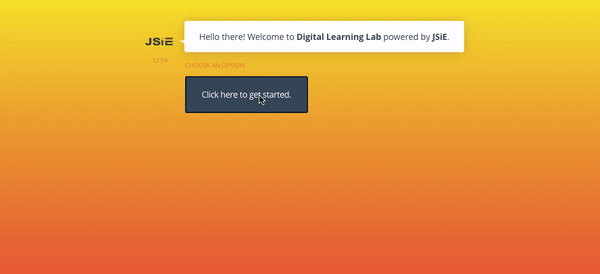 Hello there! Welcome to Digital Learning Lab powered by JSiE.
JSiE
12:54
CHOOSE AN OPTION
Click here to get started.